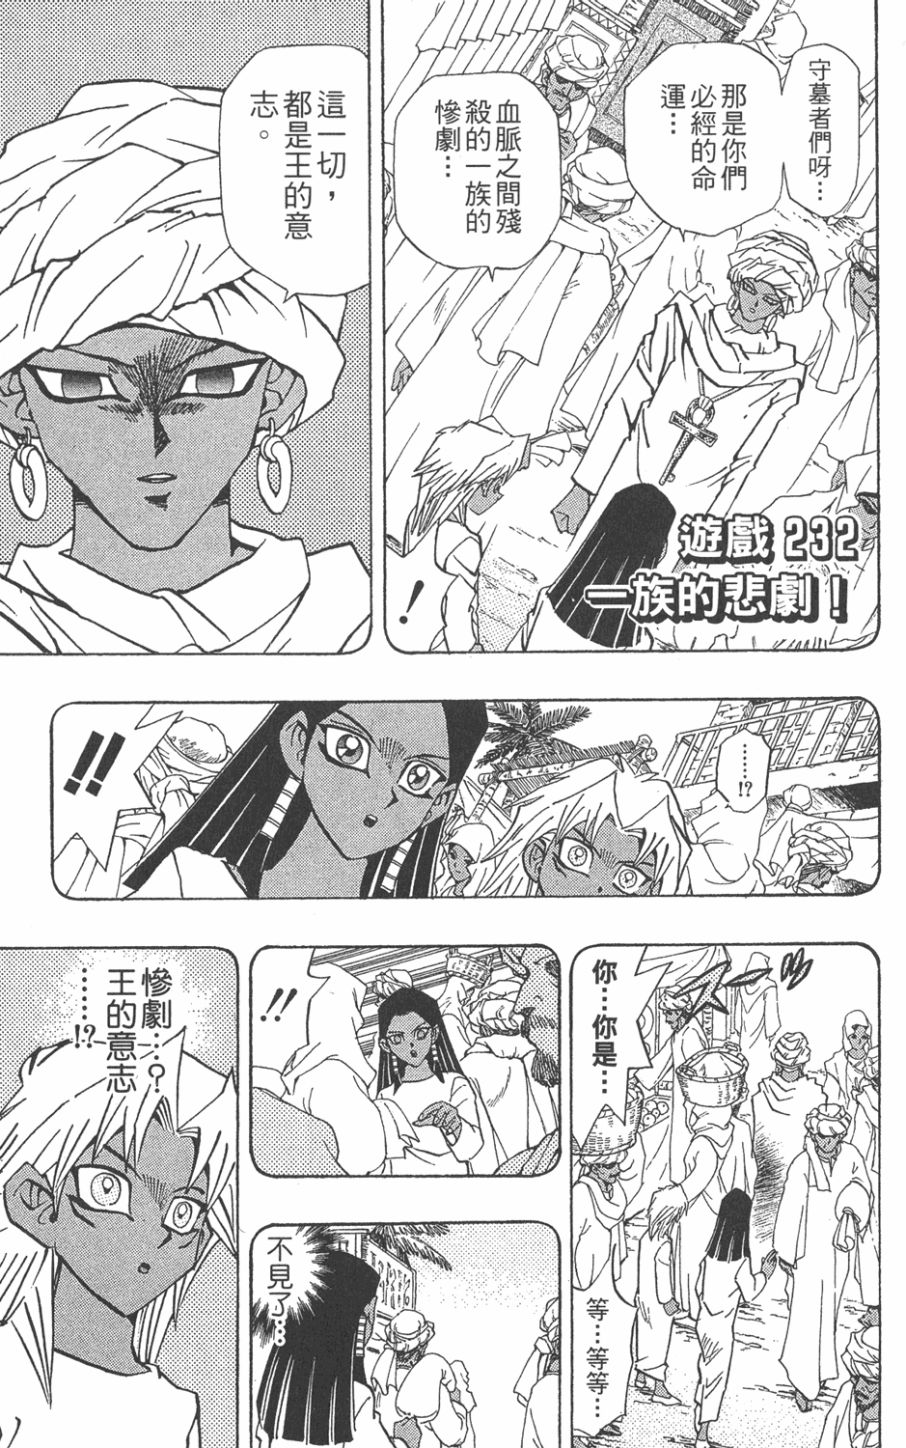 守墓者們呀…
那是你們
必經的命
運…
血脈之間殘
殺的一族的
慘劇…
遊戲 232
一族的悲劇！
！
這一切，
都是王的意
志。
……!?
!!
你…你是…
等…等等…
!!
不見了…
慘劇…？
王的意志
……!?